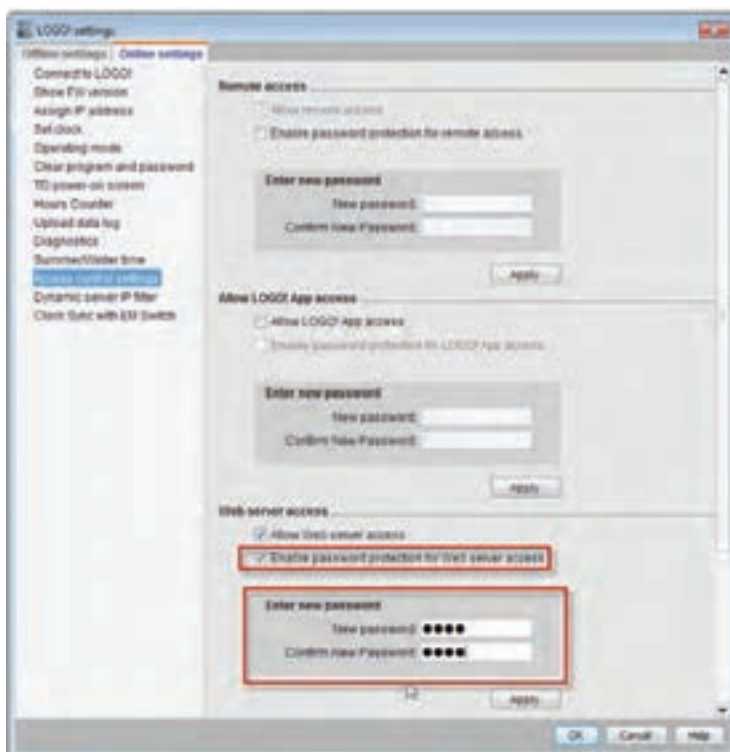 LOGO! settings
Offline settings
Online settings
Connect to LOGO!
Show FW version
Assign IP address
Set clock
Operating mode
Clear program and password
TD power-on screen
Hours Counter
Upload data log
Diagnostics
Summer/Winter time
Access control settings
Dynamic server IP filter
Clock Sync with EM Switch
Remote access
Allow remote access
Enable password protection for remote access
Enter new password
New password:
Confirm New Password:
Apply
Allow LOGO! App access
Allow LOGO! App access
Enable password protection for LOGO! App access
Enter new password
New password:
Confirm New Password:
Apply
Web server access
Allow Web server access
Enable password protection for Web server access
Enter new password
New password: ●●●●
Confirm New Password: ●●●●
Apply
OK
Cancel
Help